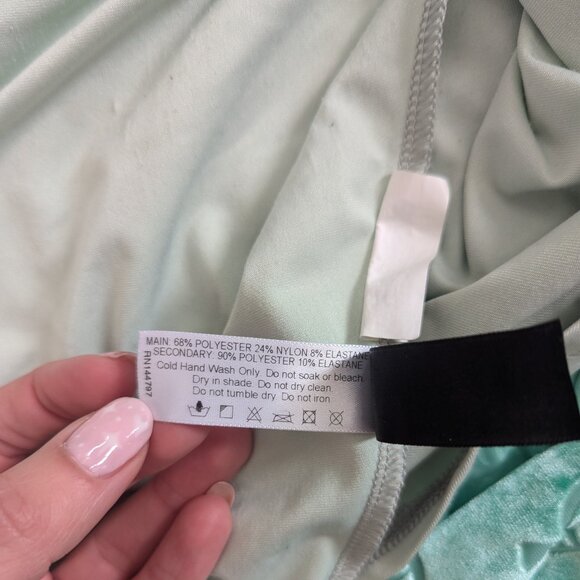 MAIN: 68% POLYESTER 24% NYLON 8% ELASTANE
SECONDARY: 90% POLYESTER 10% ELASTANE
Cold Hand Wash Only. Do not soak or bleach.
Dry in shade. Do not dry clean.
Do not tumble dry. Do not iron.
RN144797